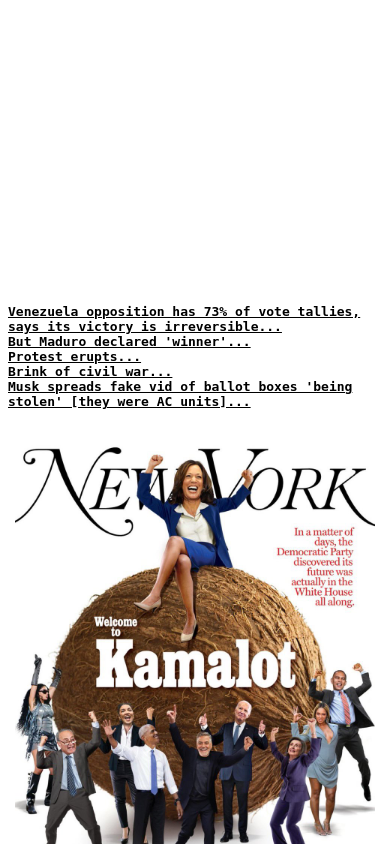 Venezuela opposition has 73% of vote tallies,
says its victory is irreversible...
But Maduro declared 'winner'...
Protest erupts...
Brink of civil war...
Musk spreads fake vid of ballot boxes 'being
stolen' [they were AC units]...
NEW YORK
In a matter of
days, the
Democratic Party
discovered its
future was
actually in the
White House
all along.
Welcome
to
Kamalot